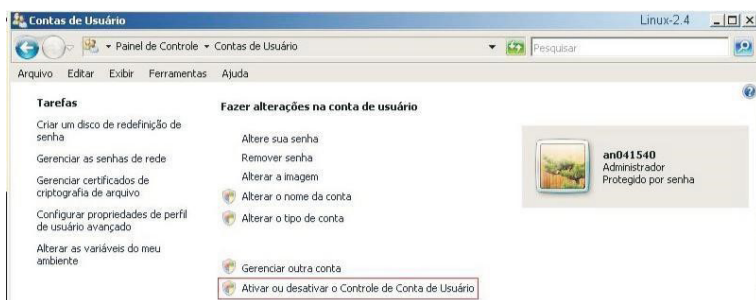 Contas de Usuário
Linux-2.4
Painel de Controle Contas de Usuário
Pesquisar
Arquivo Editar Exibir Ferramentas Ajuda
Tarefas
Criar um disco de redefinição de
senha
Gerenciar as senhas de rede
Gerenciar certificados de
criptografia de arquivo
Configurar propriedades de perfil
de usuário avançado
Alterar as variáveis do meu
ambiente
Fazer alterações na conta de usuário
Altere sua senha
Remover senha
Alterar a imagem
Alterar o nome da conta
Alterar o tipo de conta
Gerenciar outra conta
Ativar ou desativar o Controle de Conta de Usuário
an041540
Administrador
Protegido por senha